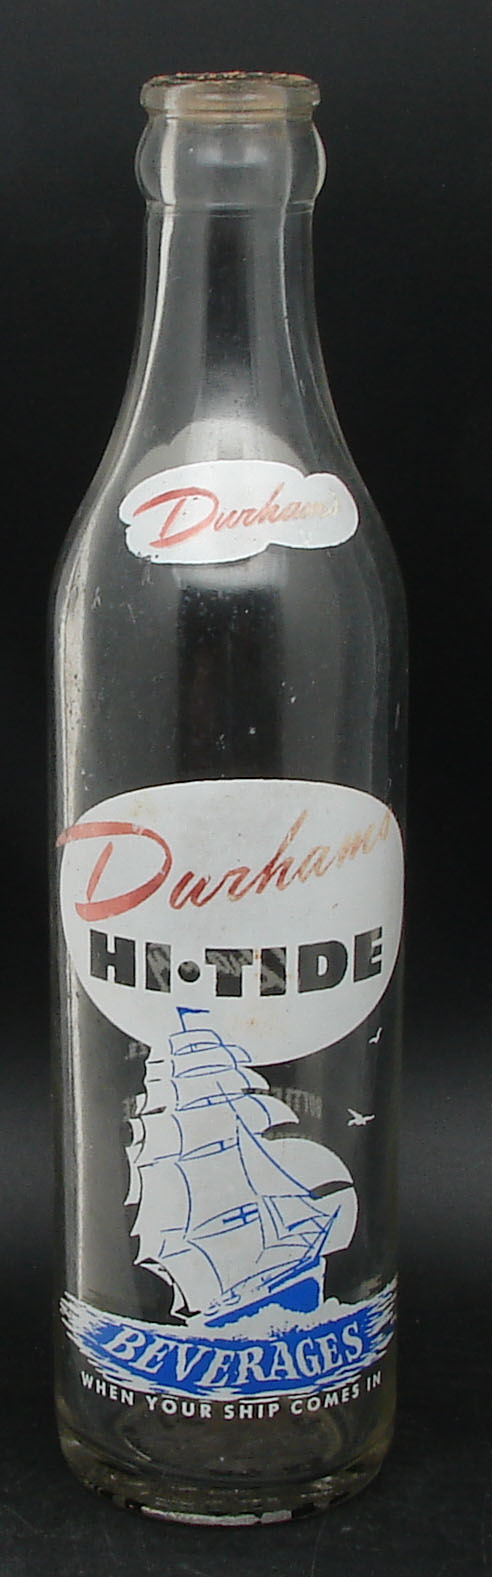 Durhams
Durhams
HI·TIDE
BEVERAGES
WHEN YOUR SHIP COMES IN